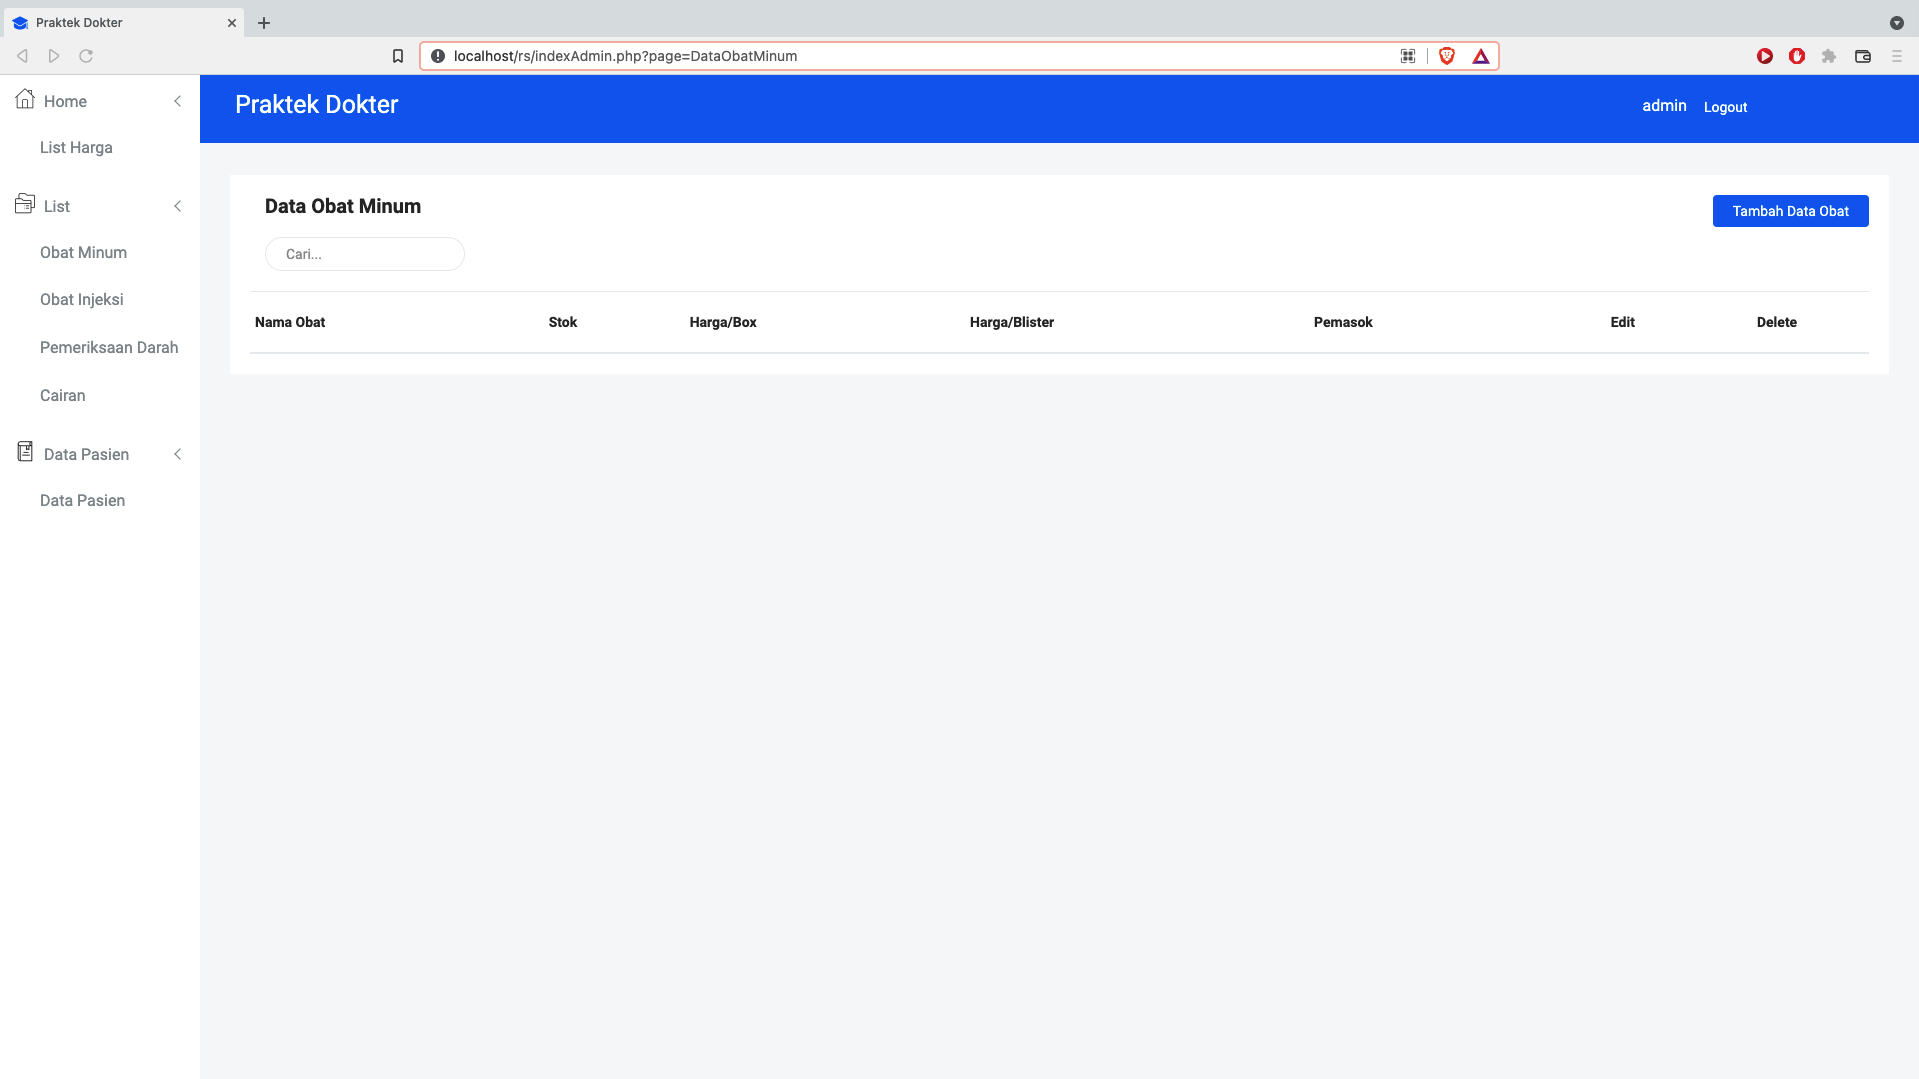 Praktek Dokter
localhost/rs/indexAdmin.php?page=DataObatMinum
Home
List Harga
List
Obat Minum
Obat Injeksi
Pemeriksaan Darah
Cairan
Data Pasien
Data Pasien
Praktek Dokter
admin Logout
Data Obat Minum
Tambah Data Obat
Cari...
Nama Obat Stok Harga/Box Harga/Blister Pemasok Edit Delete